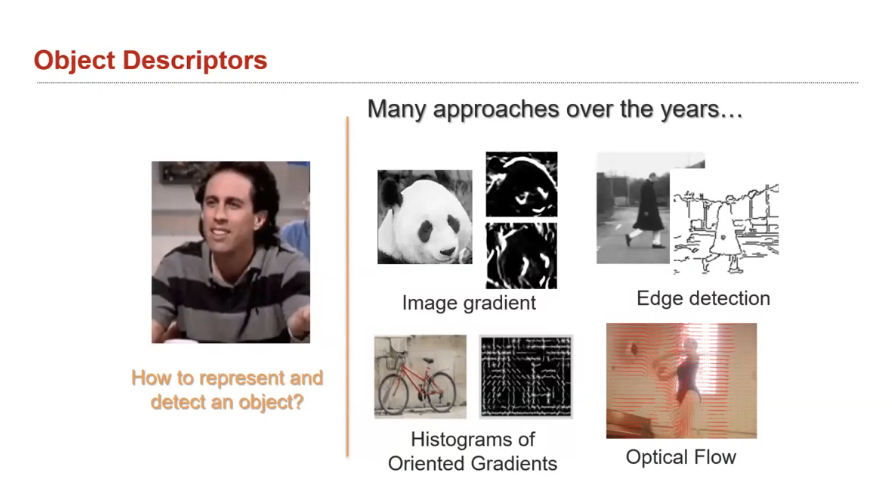 Object Descriptors
Many approaches over the years…
How to represent and
detect an object?
Image gradient
Edge detection
Histograms of
Oriented Gradients
Optical Flow